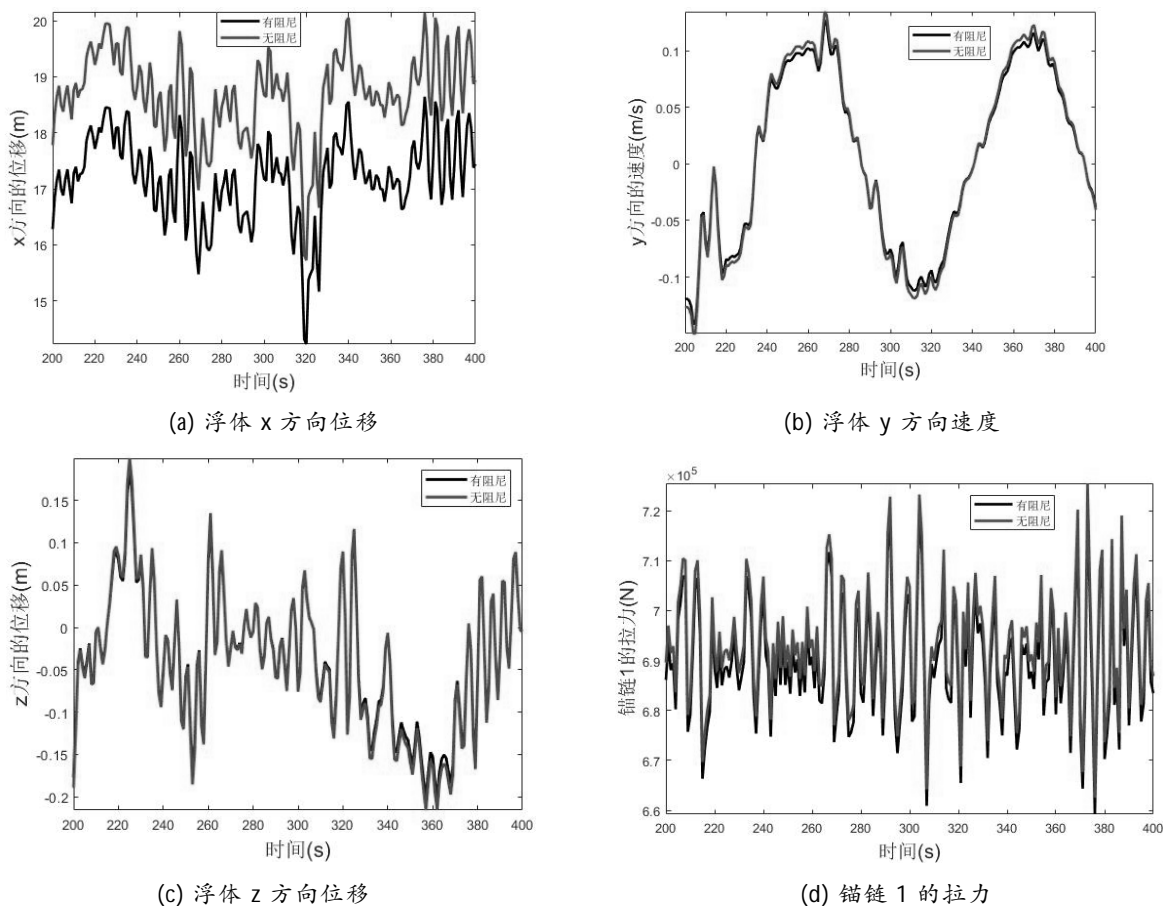 20
19
18
17
16
15
200 220 240 260 280 300 320 340 360 380 400
x方向的位移(m)
时间(s)
有阻尼
无阻尼
(a) 浮体 x 方向位移
0.1
0.05
0
-0.05
-0.1
200 220 240 260 280 300 320 340 360 380 400
y方向的速度(m/s)
时间(s)
有阻尼
无阻尼
(b) 浮体 y 方向速度
0.15
0.1
0.05
0
-0.05
-0.1
-0.15
-0.2
200 220 240 260 280 300 320 340 360 380 400
z方向的位移(m)
时间(s)
有阻尼
无阻尼
(c) 浮体 z 方向位移
×10⁵
7.2
7.1
7
6.9
6.8
6.7
6.6
200 220 240 260 280 300 320 340 360 380 400
锚链1的拉力(N)
时间(s)
有阻尼
无阻尼
(d) 锚链 1 的拉力